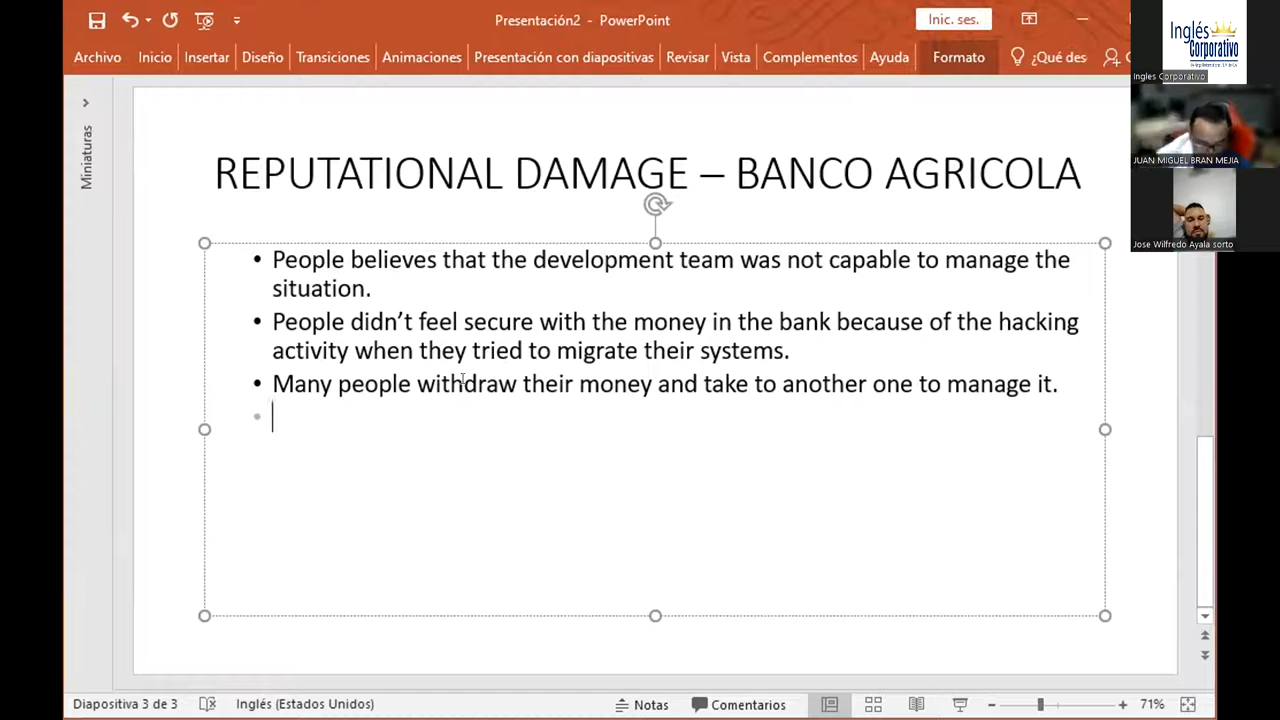 Presentación2 - PowerPoint
Inic. ses.
Archivo Inicio Insertar Diseño Transiciones Animaciones Presentación con diapositivas Revisar Vista Complementos Ayuda Formato ¿Qué des
Inglés
Corporativo
Ingles Corporativo
JUAN MIGUEL BRAN MEJIA
Jose Wilfredo Ayala sorto
Miniaturas
REPUTATIONAL DAMAGE – BANCO AGRICOLA
• People believes that the development team was not capable to manage the
situation.
• People didn’t feel secure with the money in the bank because of the hacking
activity when they tried to migrate their systems.
• Many people withdraw their money and take to another one to manage it.
Diapositiva 3 de 3 Inglés (Estados Unidos) Notas Comentarios 71%